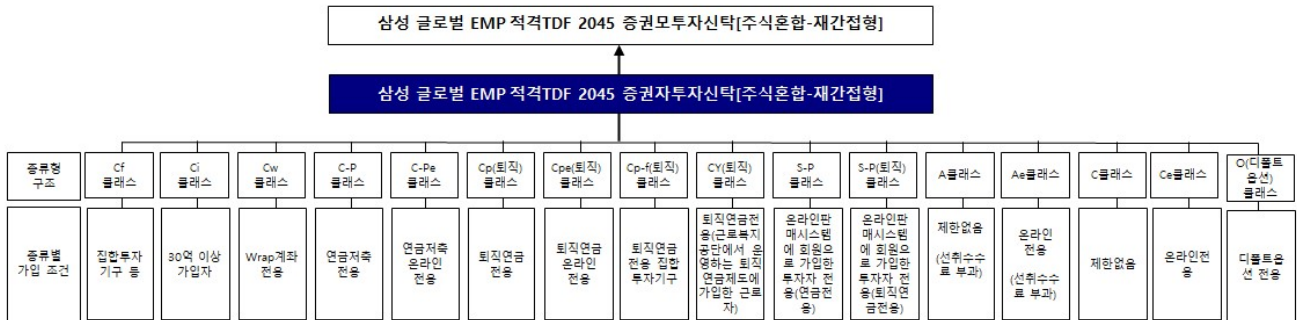 삼성 글로벌 EMP 적격TDF 2045 증권모투자신탁[주식혼합-재간접형]
삼성 글로벌 EMP 적격TDF 2045 증권자투자신탁[주식혼합-재간접형]
종류형
구조
Cf
클래스
Ci
클래스
Cw
클래스
C-P
클래스
C-Pe
클래스
Cp(퇴직)
클래스
Cpe(퇴직)
클래스
Cp-f(퇴직)
클래스
CY(퇴직)
클래스
S-P
클래스
S-P(퇴직)
클래스
A클래스
Ae클래스
C클래스
Ce클래스
O(디폴트
옵션)
클래스
종류별
가입 조건
집합투자
기구 등
30억 이상
가입자
Wrap계좌
전용
연금저축
전용
연금저축
온라인
전용
퇴직연금
전용
퇴직연금
온라인
전용
퇴직연금
전용 집합
투자기구
퇴직연금전
용(근로복지
공단에서 운
영하는 퇴직
연금제도에
가입한 근로
자)
온라인판
매시스템
에 회원으
로 가입한
투자자 전
용(연금전
용)
온라인판
매시스템
에 회원으
로 가입한
투자자 전
용(퇴직연
금전용)
제한없음
(선취수수
료 부과)
온라인
전용
(선취수수
료 부과)
제한없음
온라인전
용
디폴트옵
션 전용